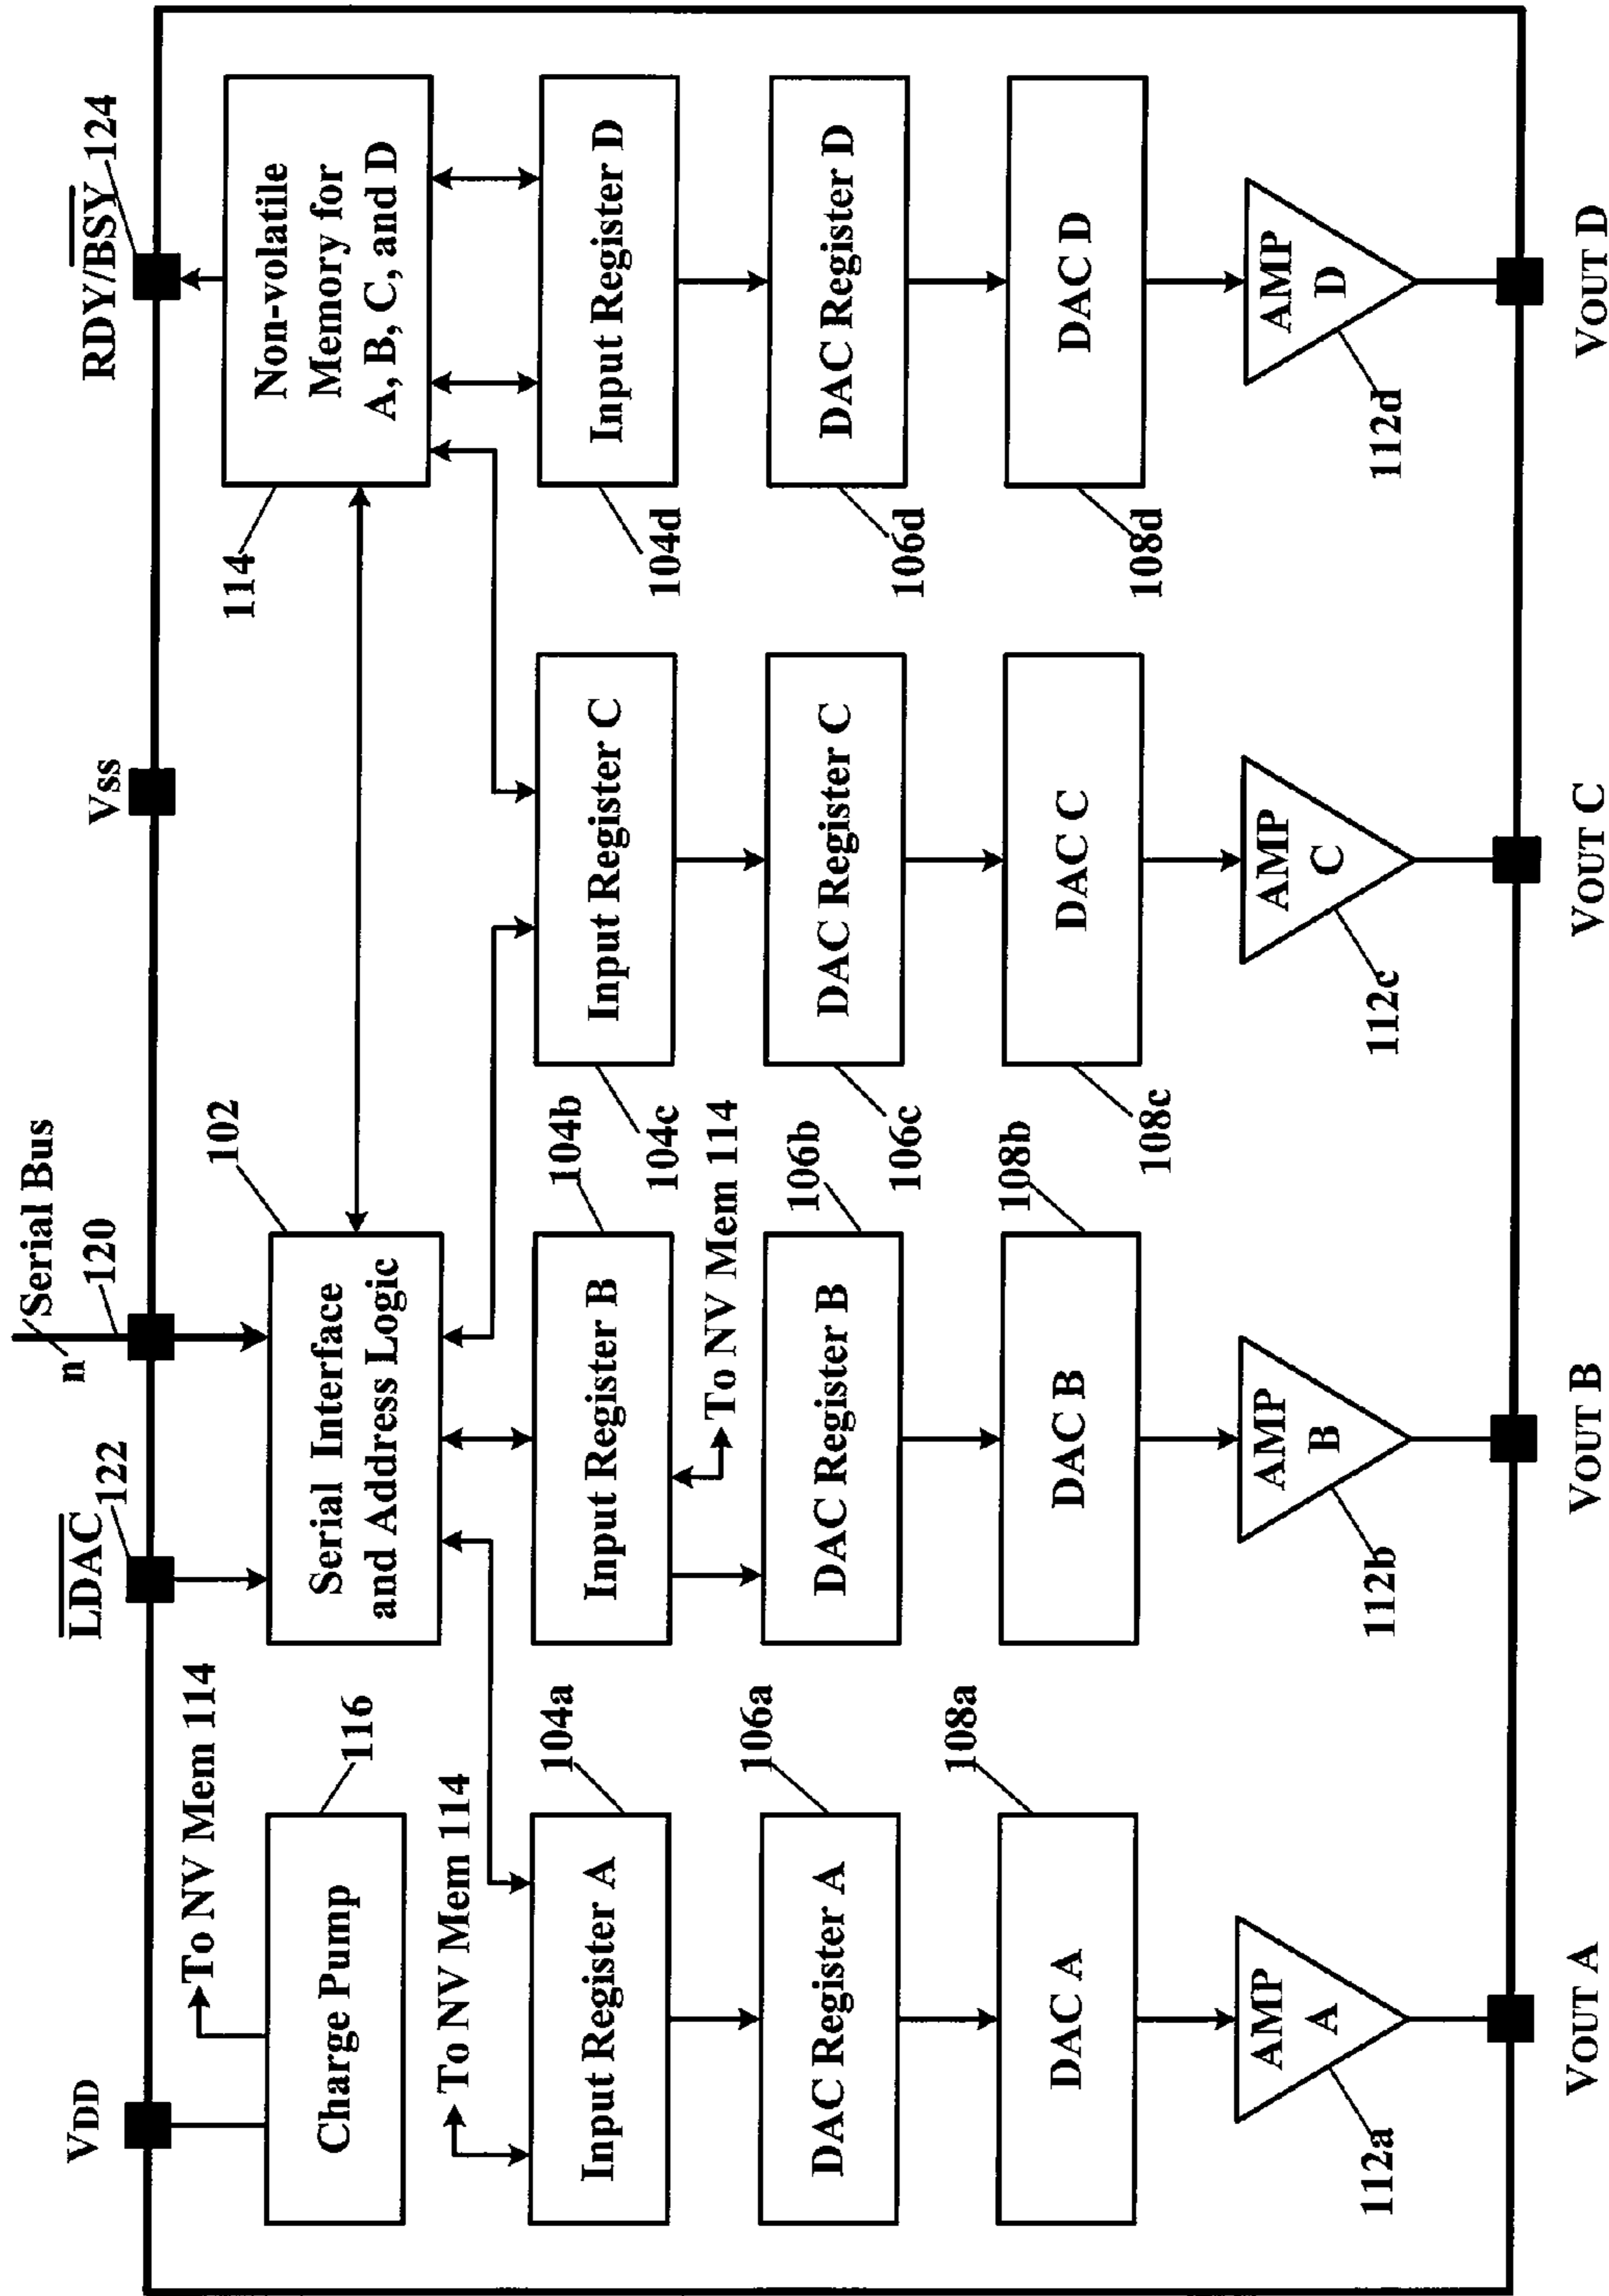 Serial Bus
n
VDD
LDAC
122
120
Vss
RDY/BSY
124
To NV Mem 114
116
Charge Pump
102
Serial Interface
and Address Logic
114
Non-volatile
Memory for
A, B, C, and D
To NV Mem 114
104a
Input Register A
104b
Input Register B
104c
Input Register C
104d
Input Register D
To NV Mem 114
106a
DAC Register A
106b
DAC Register B
106c
DAC Register C
106d
DAC Register D
108a
DAC A
108b
DAC B
108c
DAC C
108d
DAC D
AMP
A
112a
AMP
B
112b
AMP
C
112c
AMP
D
112d
VOUT A
VOUT B
VOUT C
VOUT D